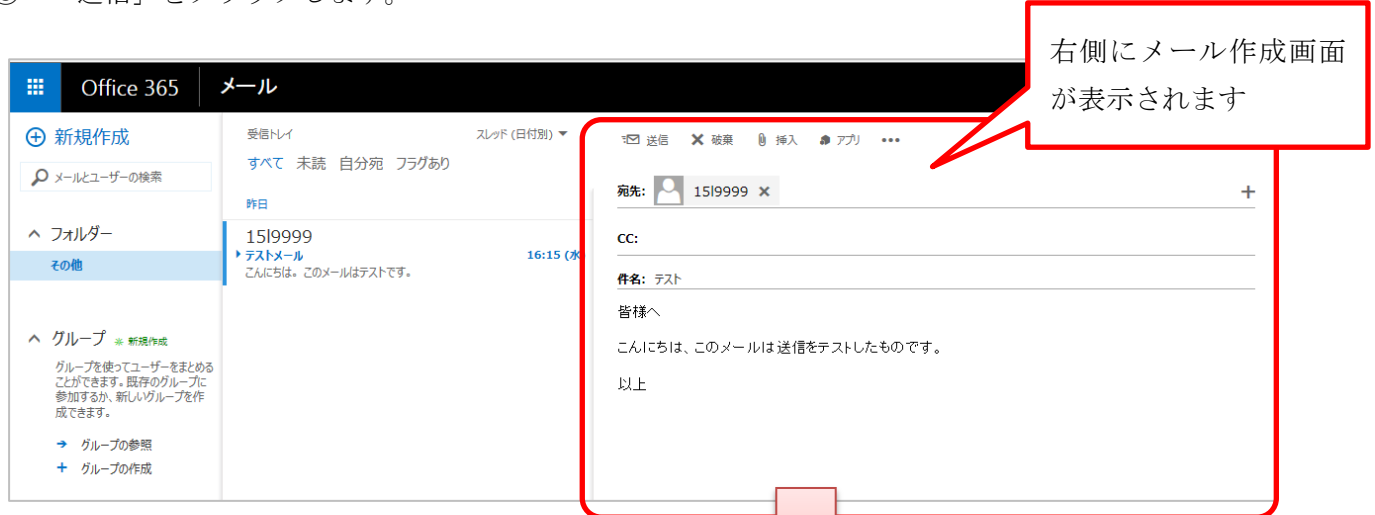 送信」をクリックします。
右側にメール作成画面
が表示されます
Office 365 メール
新規作成
メールとユーザーの検索
フォルダー
その他
グループ ※ 新規作成
グループを使ってユーザーをまとめる
ことができます。既存のグループに
参加するか、新しいグループを作
成できます。
→ グループの参照
+ グループの作成
受信トレイ スレッド (日付別) ▼
すべて 未読 自分宛 フラグあり
昨日
15l9999
テストメール 16:15 (水
こんにちは。このメールはテストです。
送信 ✕ 破棄 挿入 アプリ •••
宛先: 15l9999 × +
CC:
件名: テスト
皆様へ
こんにちは、このメールは送信をテストしたものです。
以上